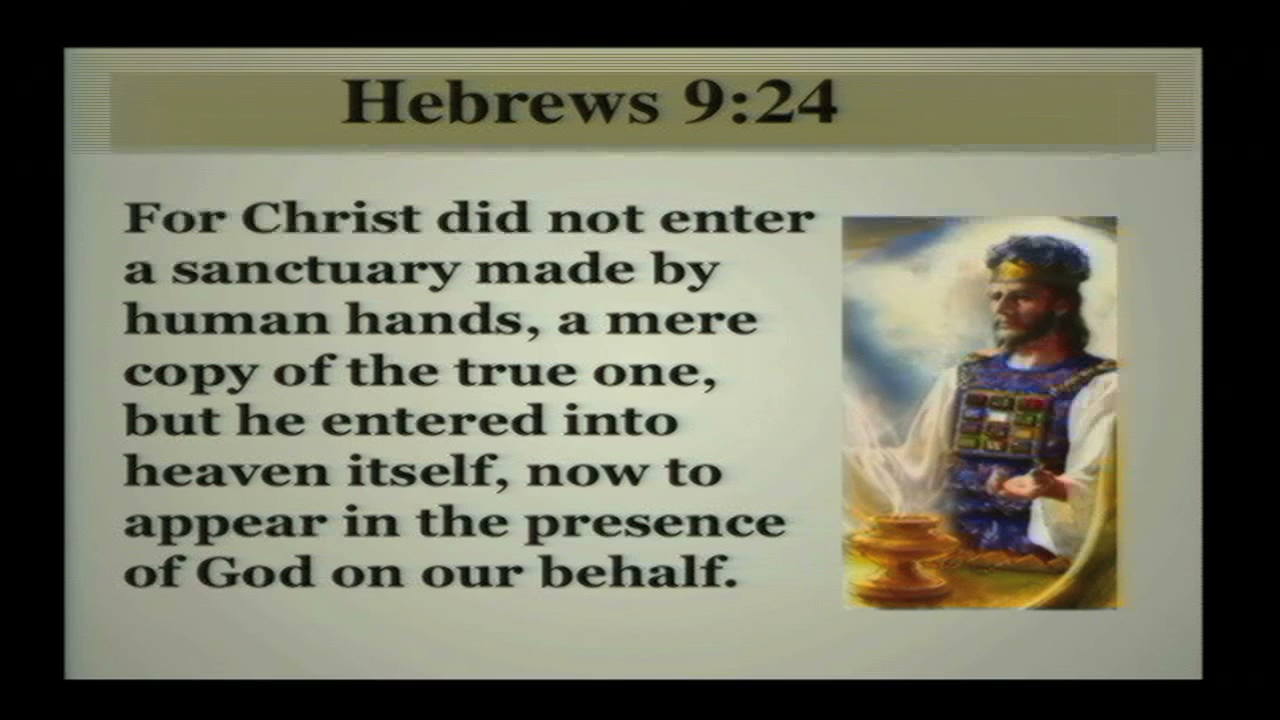 Hebrews 9:24
For Christ did not enter
a sanctuary made by
human hands, a mere
copy of the true one,
but he entered into
heaven itself, now to
appear in the presence
of God on our behalf.